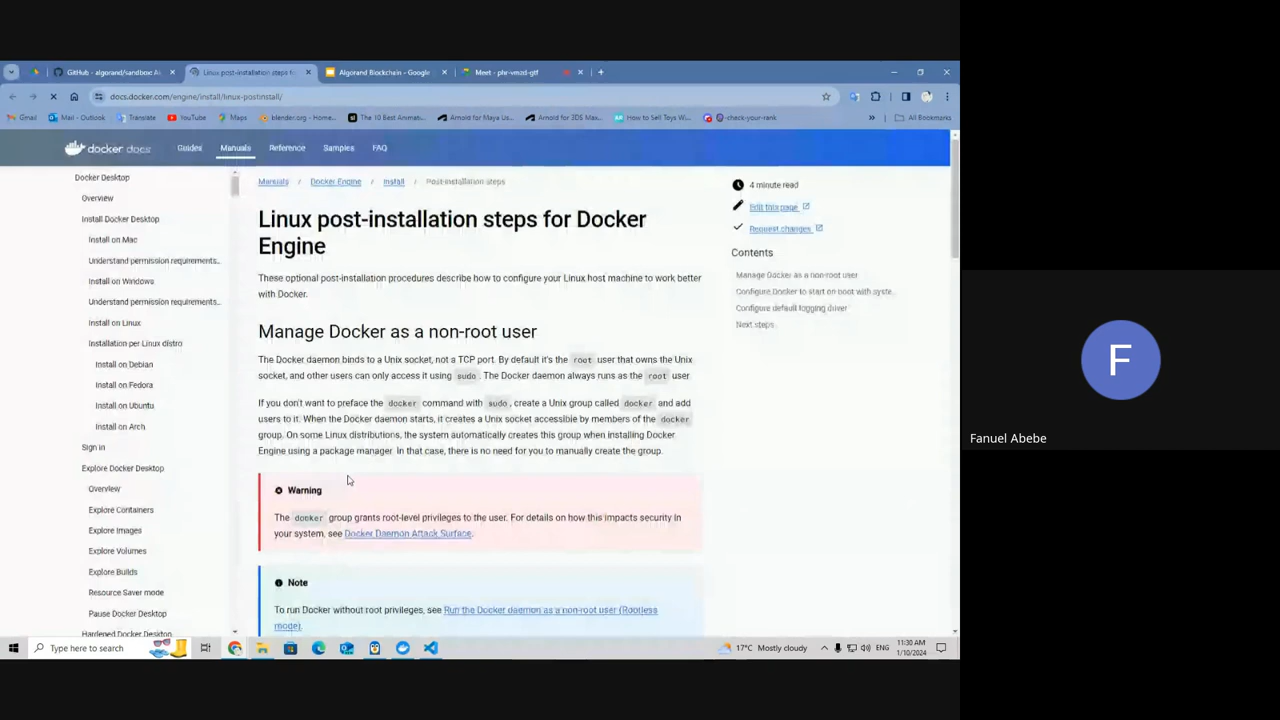 GitHub - algorand/sandbox: Al
Linux post-installation steps fo
Algorand Blockchain - Google
Meet - phr-vmzd-gtf
docs.docker.com/engine/install/linux-postinstall/
Gmail
Mail - Outlook
Translate
YouTube
Maps
blender.org - Home...
The 10 Best Animati...
Arnold for Maya Us...
Arnold for 3DS Max...
How to Sell Toys Wi...
-check-your-rank
All Bookmarks
docker docs
Guides
Manuals
Reference
Samples
FAQ
Docker Desktop
Overview
Install Docker Desktop
Install on Mac
Understand permission requirements...
Install on Windows
Understand permission requirements...
Install on Linux
Installation per Linux distro
Install on Debian
Install on Fedora
Install on Ubuntu
Install on Arch
Sign in
Explore Docker Desktop
Overview
Explore Containers
Explore Images
Explore Volumes
Explore Builds
Resource Saver mode
Pause Docker Desktop
Hardened Docker Desktop
Manuals / Docker Engine / Install / Post-installation steps
Linux post-installation steps for Docker
Engine
These optional post-installation procedures describe how to configure your Linux host machine to work better
with Docker.
Manage Docker as a non-root user
The Docker daemon binds to a Unix socket, not a TCP port. By default it's the root user that owns the Unix
socket, and other users can only access it using sudo. The Docker daemon always runs as the root user
If you don't want to preface the docker command with sudo, create a Unix group called docker and add
users to it. When the Docker daemon starts, it creates a Unix socket accessible by members of the docker
group. On some Linux distributions, the system automatically creates this group when installing Docker
Engine using a package manager. In that case, there is no need for you to manually create the group.
Warning
The docker group grants root-level privileges to the user. For details on how this impacts security in
your system, see Docker Daemon Attack Surface.
Note
To run Docker without root privileges, see Run the Docker daemon as a non-root user (Rootless
mode).
4 minute read
Edit this page
Request changes
Contents
Manage Docker as a non-root user
Configure Docker to start on boot with syste...
Configure default logging driver
Next steps
Type here to search
17°C Mostly cloudy
ENG
11:30 AM
1/10/2024
F
Fanuel Abebe